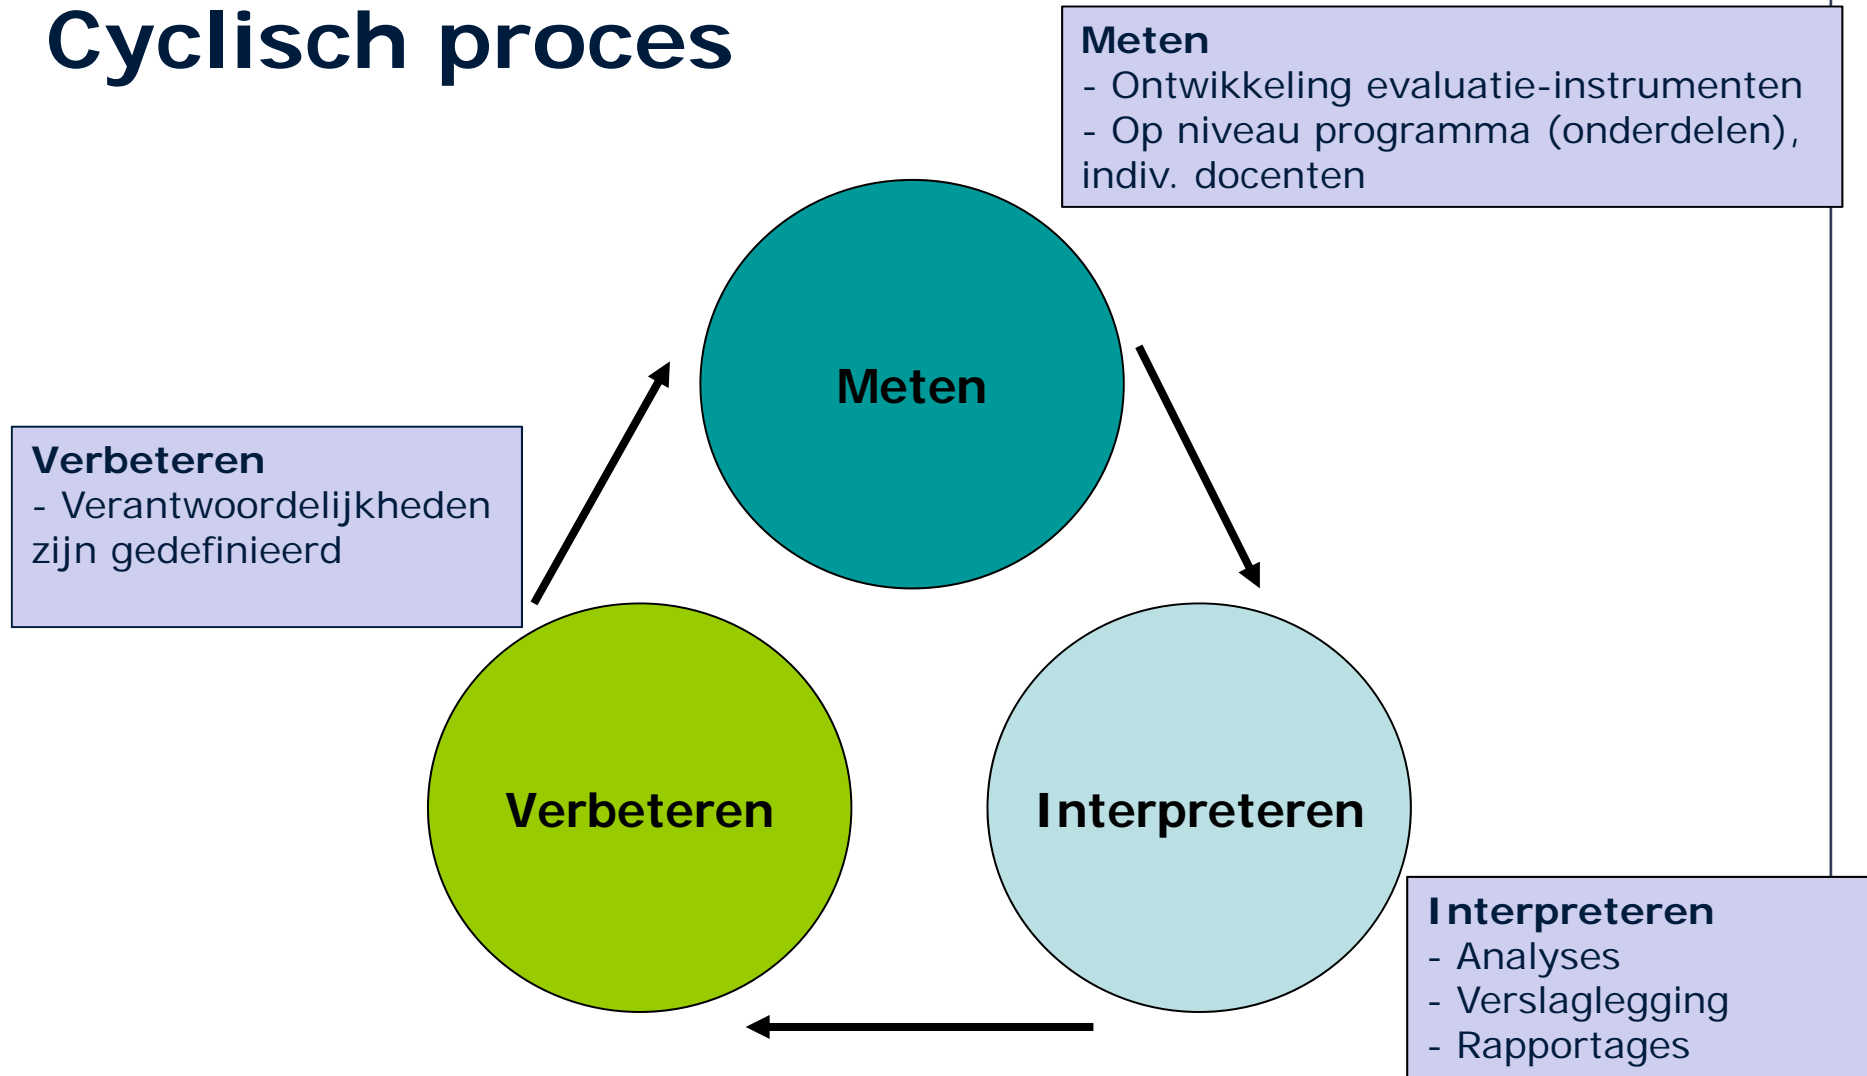 Cyclisch proces
Meten
- Ontwikkeling evaluatie-instrumenten
- Op niveau programma (onderdelen),
indiv. docenten
Meten
Verbeteren
- Verantwoordelijkheden
zijn gedefinieerd
Verbeteren
Interpreteren
Interpreteren
- Analyses
- Verslaglegging
- Rapportages